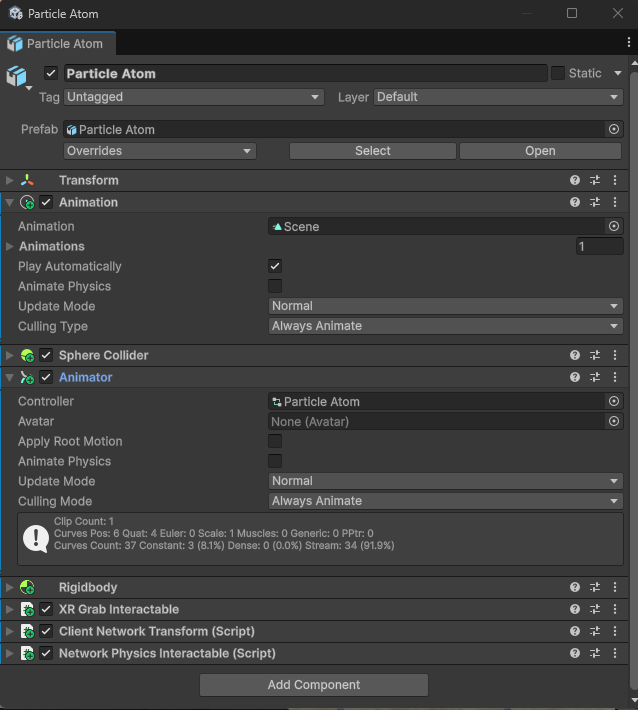 Particle Atom
Particle Atom
Particle Atom Static
Tag Untagged Layer Default
Prefab Particle Atom
Overrides Select Open
Transform
Animation
Animation Scene
Animations 1
Play Automatically
Animate Physics
Update Mode Normal
Culling Type Always Animate
Sphere Collider
Animator
Controller Particle Atom
Avatar None (Avatar)
Apply Root Motion
Animate Physics
Update Mode Normal
Culling Mode Always Animate
Clip Count: 1
Curves Pos: 6 Quat: 4 Euler: 0 Scale: 1 Muscles: 0 Generic: 0 PPtr: 0
Curves Count: 37 Constant: 3 (8.1%) Dense: 0 (0.0%) Stream: 34 (91.9%)
Rigidbody
XR Grab Interactable
Client Network Transform (Script)
Network Physics Interactable (Script)
Add Component